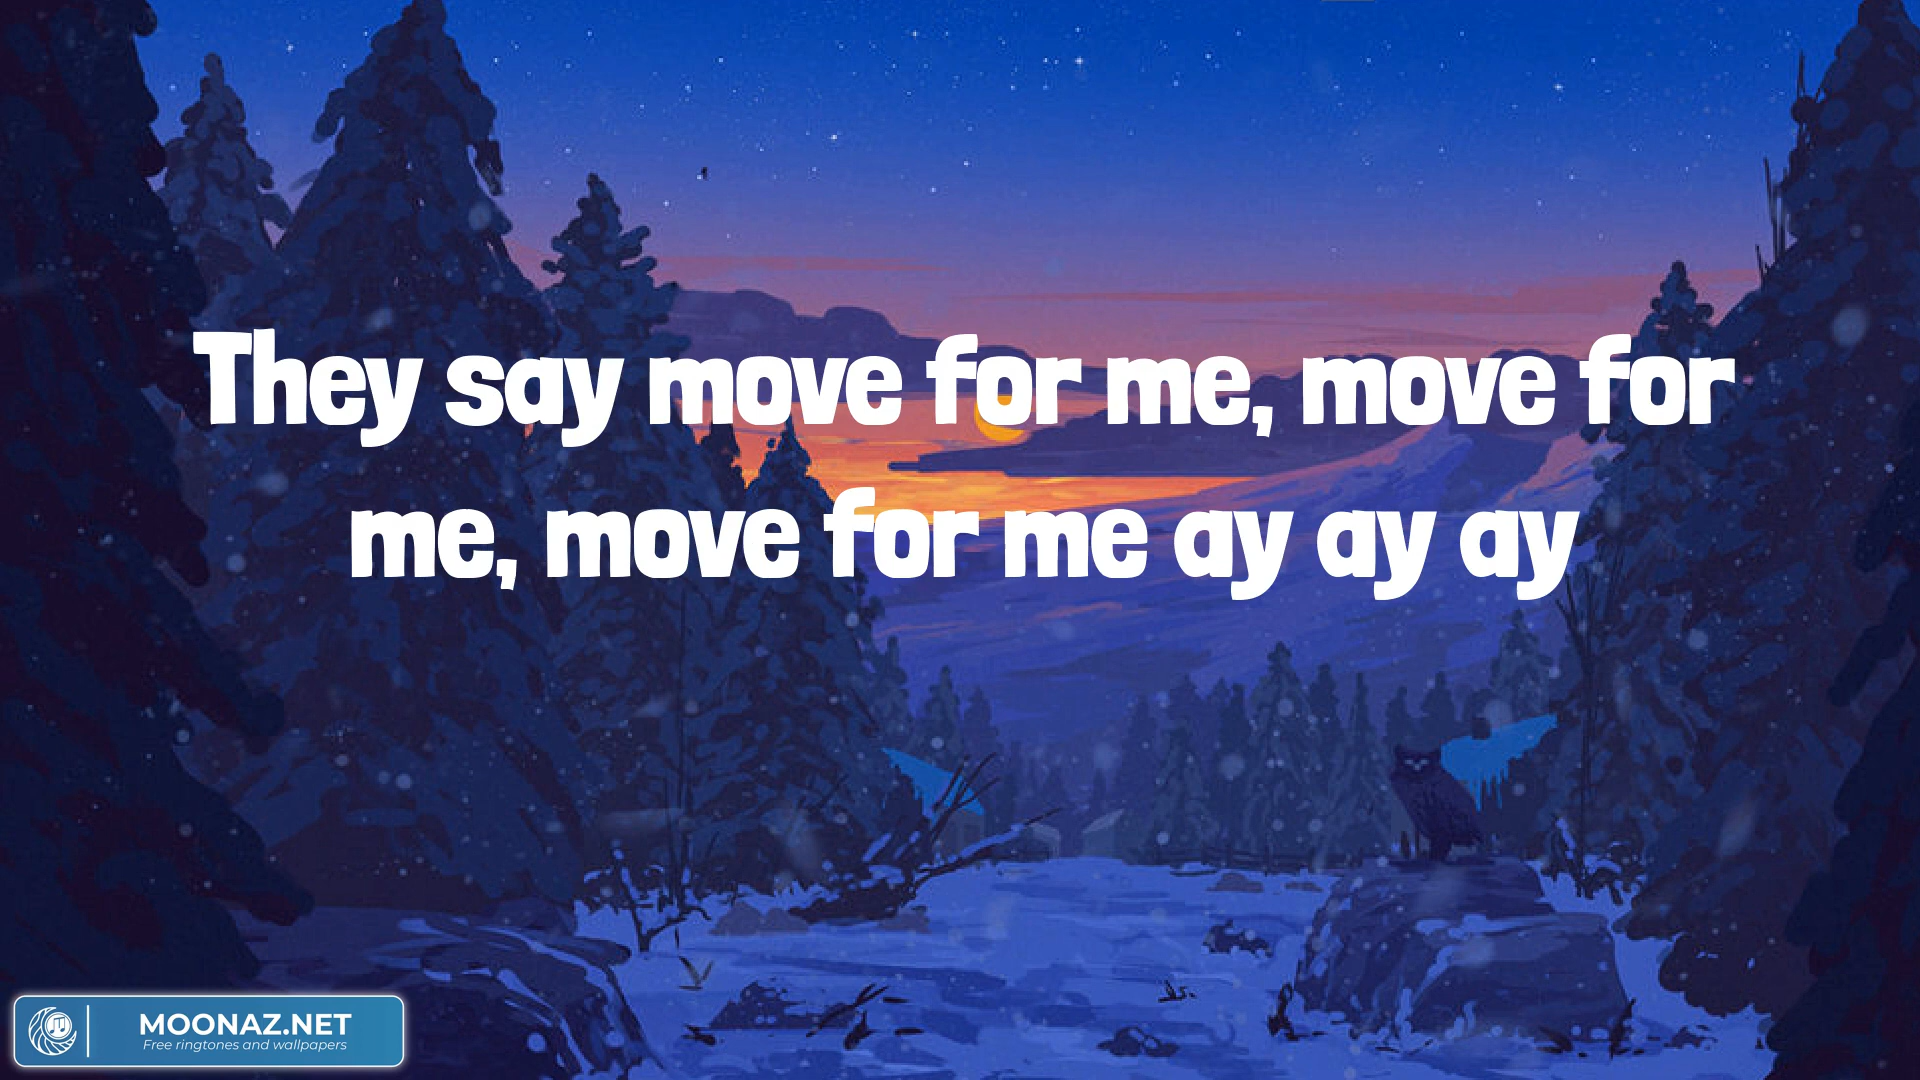 They say move for me, move for
me, move for me ay ay ay
MOONAZ.NET
Free ringtones and wallpapers